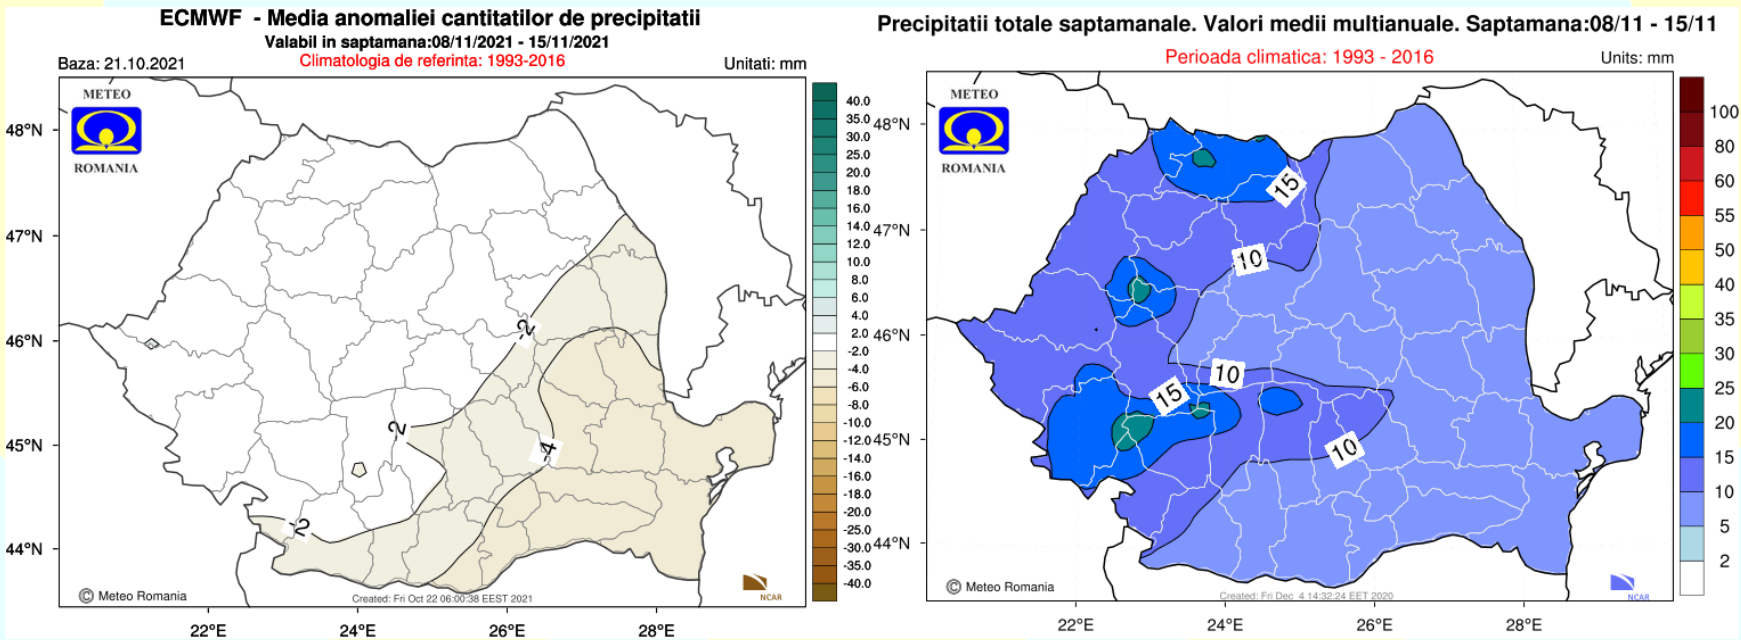 ECMWF - Media anomaliei cantitatilor de precipitatii
Valabil in saptamana:08/11/2021 - 15/11/2021
Baza: 21.10.2021
Climatologia de referinta: 1993-2016
Unitati: mm
METEO
ROMANIA
48°N
47°N
46°N
45°N
44°N
22°E
24°E
26°E
28°E
-2
-2
-4
-2
© Meteo Romania
Created: Fri Oct 22 06:00:38 EEST 2021
NCAR
40.0
35.0
30.0
25.0
20.0
18.0
16.0
14.0
12.0
10.0
8.0
6.0
4.0
2.0
-2.0
-4.0
-6.0
-8.0
-10.0
-12.0
-14.0
-16.0
-18.0
-20.0
-25.0
-30.0
-35.0
-40.0
Precipitatii totale saptamanale. Valori medii multianuale. Saptamana:08/11 - 15/11
Perioada climatica: 1993 - 2016
Units: mm
METEO
ROMANIA
48°N
47°N
46°N
45°N
44°N
22°E
24°E
26°E
28°E
15
10
10
15
10
© Meteo Romania
Created: Fri Dec 4 14:32:24 EET 2020
NCAR
100
80
60
55
50
40
35
30
25
20
15
10
5
2